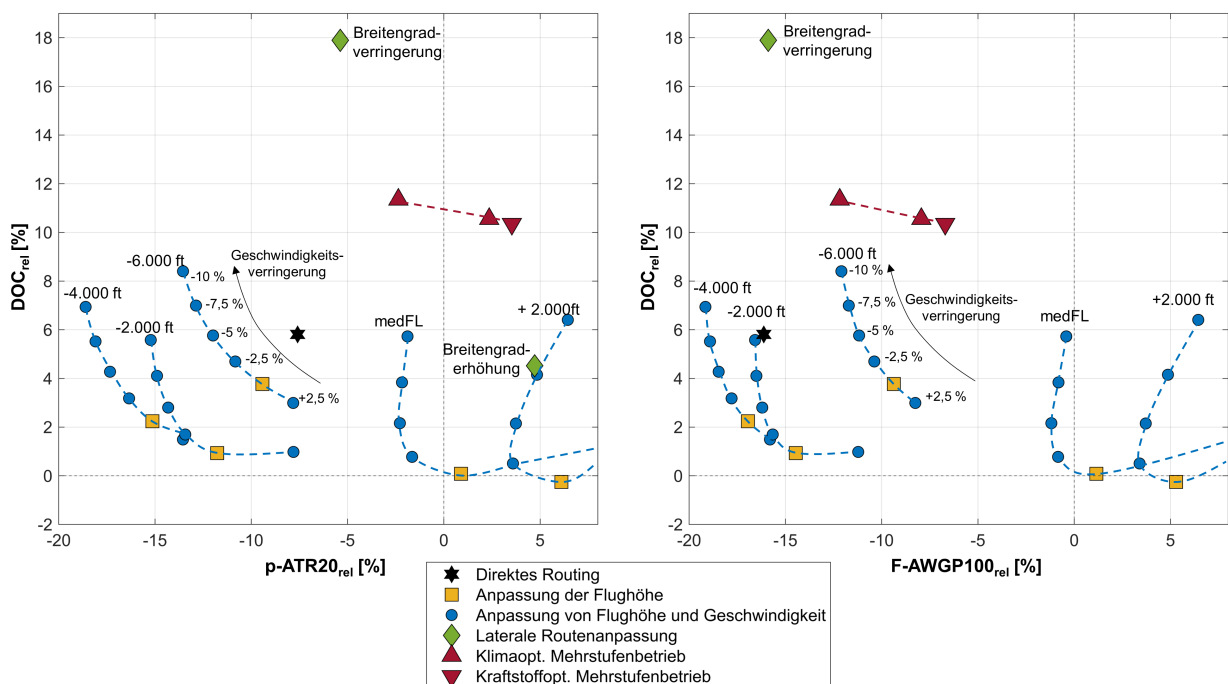 18
16
14
12
10
8
6
4
2
0
-2
-20
-15
-10
-5
0
5
DOCrel [%]
p-ATR20rel [%]
Breitengrad-
verringerung
Geschwindigkeits-
verringerung
-6.000 ft
-10 %
-7,5 %
-5 %
-2,5 %
+2,5 %
-4.000 ft
-2.000 ft
medFL
+ 2.000ft
Breitengrad-
erhöhung
18
16
14
12
10
8
6
4
2
0
-2
-20
-15
-10
-5
0
5
DOCrel [%]
F-AWGP100rel [%]
Breitengrad-
verringerung
-6.000 ft
-10 %
-7,5 %
-5 %
-2,5 %
+2,5 %
Geschwindigkeits-
verringerung
-4.000 ft
-2.000 ft
medFL
+2.000 ft
Direktes Routing
Anpassung der Flughöhe
Anpassung von Flughöhe und Geschwindigkeit
Laterale Routenanpassung
Klimaopt. Mehrstufenbetrieb
Kraftstoffopt. Mehrstufenbetrieb